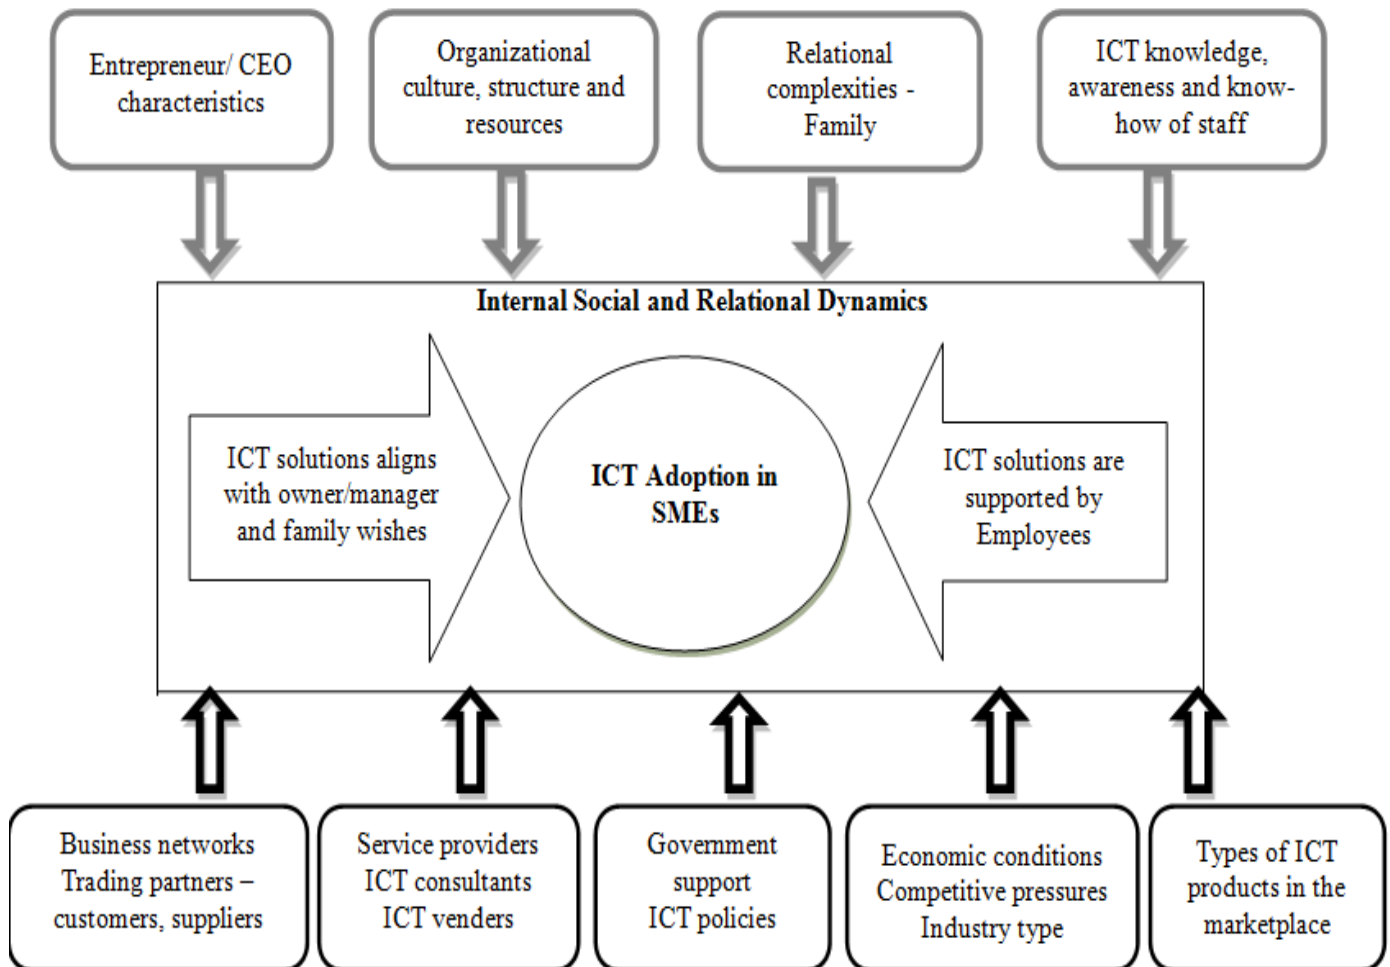 Entrepreneur/ CEO
characteristics
Organizational
culture, structure and
resources
Relational
complexities -
Family
ICT knowledge,
awareness and know-
how of staff
Internal Social and Relational Dynamics
ICT solutions aligns
with owner/manager
and family wishes
ICT Adoption in
SMEs
ICT solutions are
supported by
Employees
Business networks
Trading partners –
customers, suppliers
Service providers
ICT consultants
ICT venders
Government
support
ICT policies
Economic conditions
Competitive pressures
Industry type
Types of ICT
products in the
marketplace